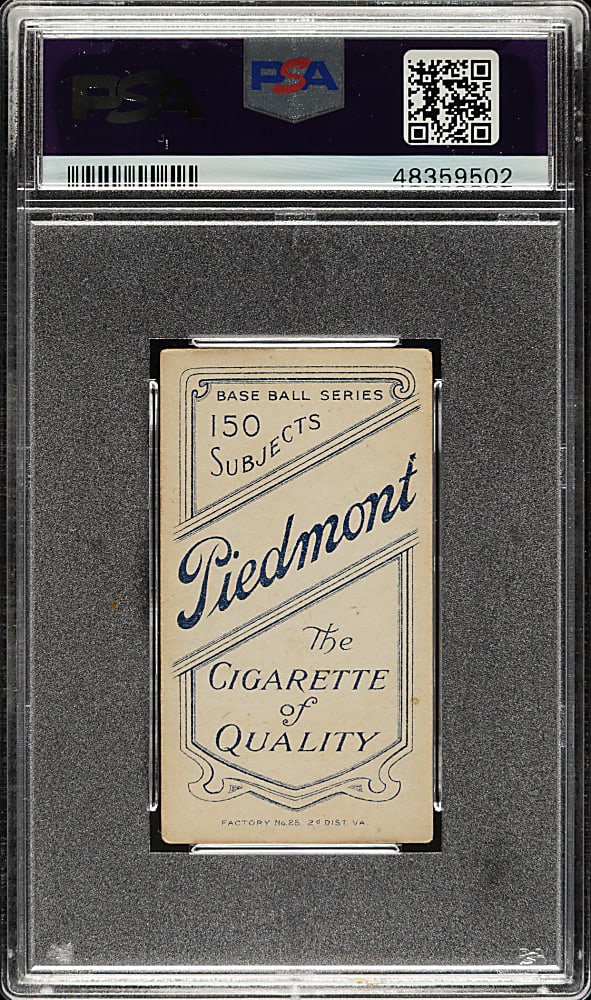 PSA
PSA
48359502
BASE BALL SERIES
150
SUBJECTS
Piedmont
The
CIGARETTE
of
QUALITY
FACTORY No. 25. 2d DIST. VA.